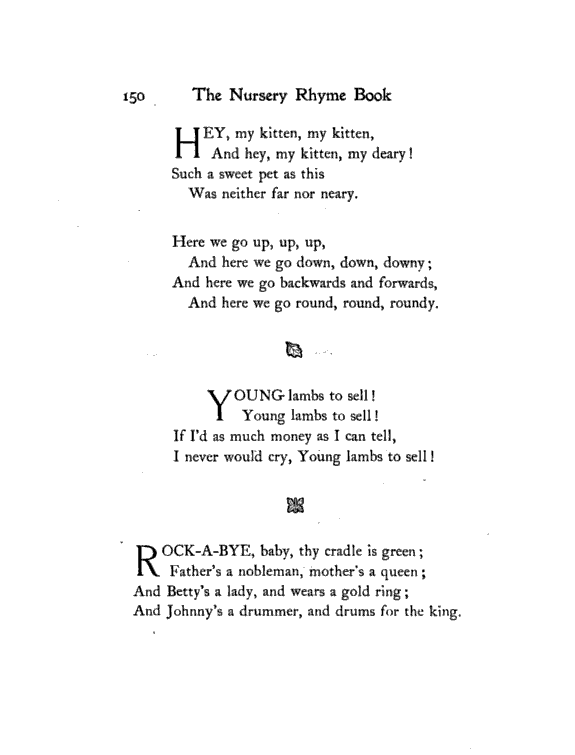 150 The Nursery Rhyme Book
HEY, my kitten, my kitten,
And hey, my kitten, my deary!
Such a sweet pet as this
Was neither far nor neary.
Here we go up, up, up,
And here we go down, down, downy;
And here we go backwards and forwards,
And here we go round, round, roundy.
YOUNG lambs to sell!
Young lambs to sell!
If I'd as much money as I can tell,
I never would cry, Young lambs to sell!
ROCK-A-BYE, baby, thy cradle is green;
Father's a nobleman, mother's a queen;
And Betty's a lady, and wears a gold ring;
And Johnny's a drummer, and drums for the king.